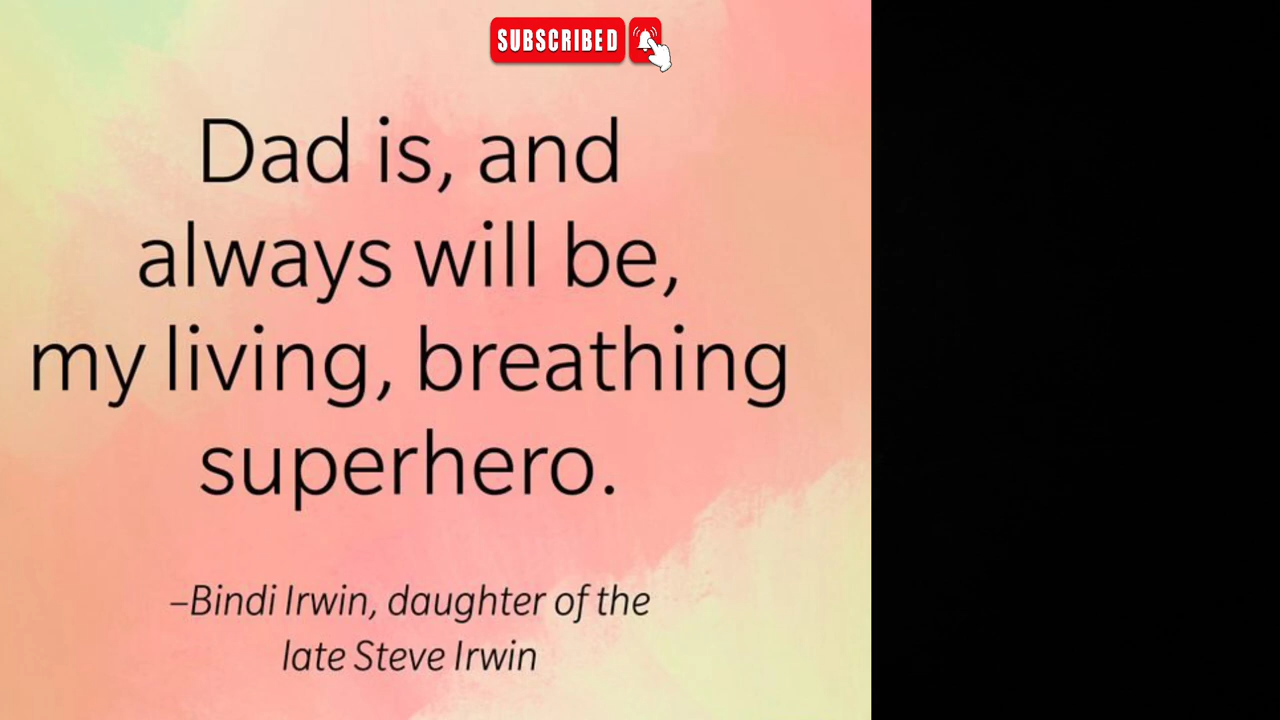 SUBSCRIBED
Dad is, and
always will be,
my living, breathing
superhero.
–Bindi Irwin, daughter of the
late Steve Irwin